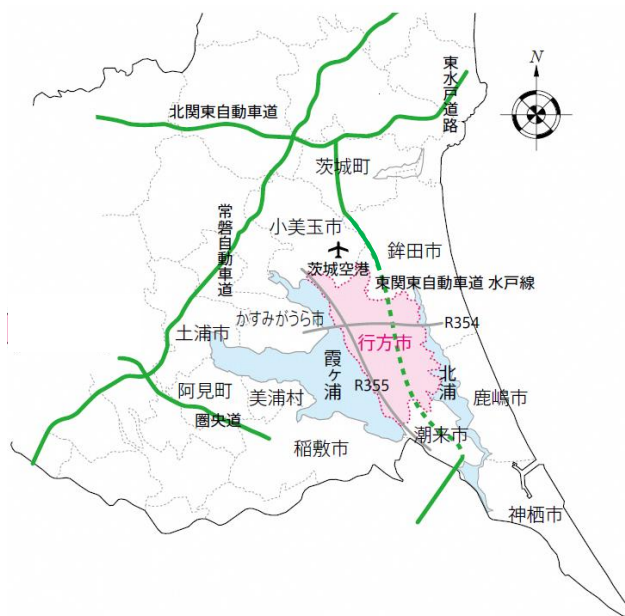 東水戸道路
N
北関東自動車道
茨城町
常磐自動車道
小美玉市
鉾田市
茨城空港
東関東自動車道 水戸線
かすみがうら市
R354
土浦市
行方市
霞ヶ浦
北浦
R355
阿見町
美浦村
鹿嶋市
圏央道
潮来市
稲敷市
神栖市